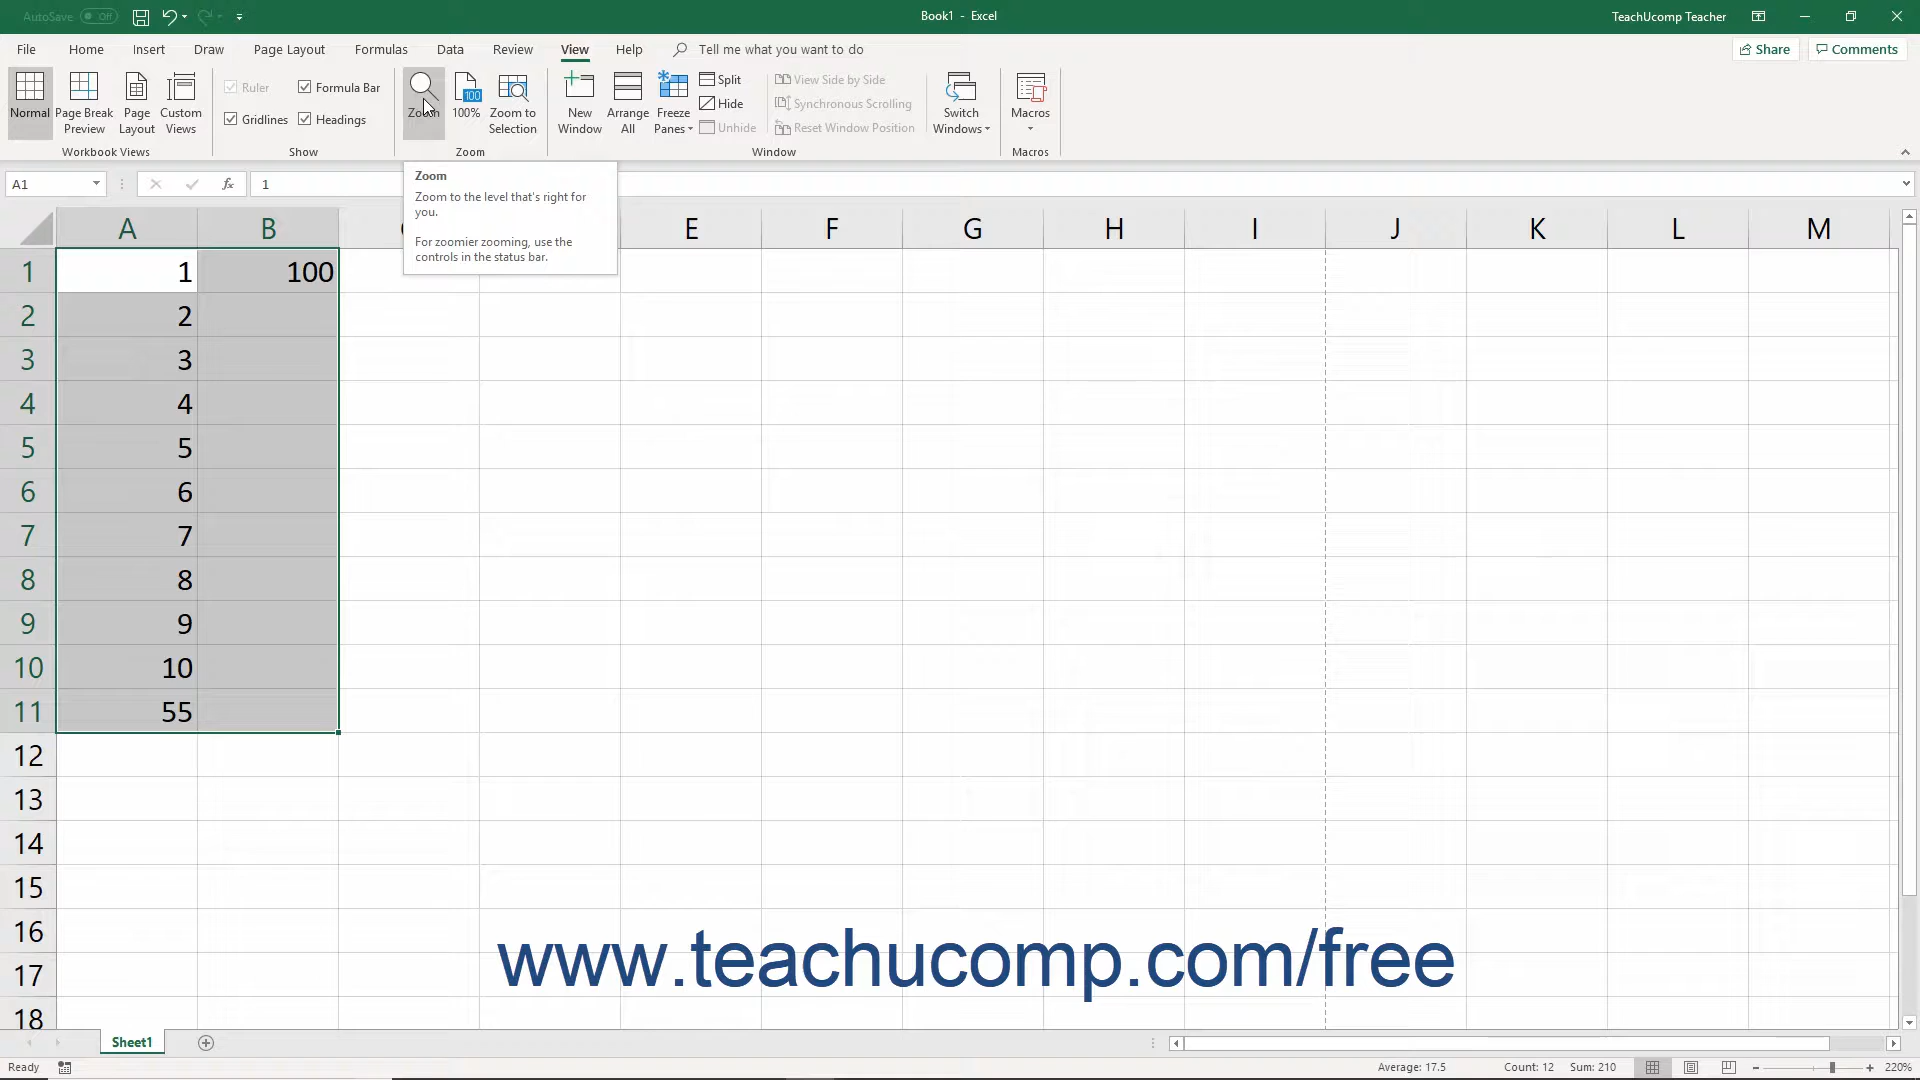 AutoSave Off
Book1 - Excel
TeachUcomp Teacher
File Home Insert Draw Page Layout Formulas Data Review View Help Tell me what you want to do Share Comments
Normal
Page Break Preview
Page Layout
Custom Views
Workbook Views
Ruler
Formula Bar
Gridlines
Headings
Show
Zoom
100
100%
Zoom to Selection
Zoom
New Window
Arrange All
Freeze Panes
Split
Hide
Unhide
View Side by Side
Synchronous Scrolling
Reset Window Position
Window
Switch Windows
Macros
Macros
A1
fx
1
Zoom
Zoom to the level that's right for
you.
For zoomier zooming, use the
controls in the status bar.
A B E F G H I J K L M
1 1 100
2 2
3 3
4 4
5 5
6 6
7 7
8 8
9 9
10 10
11 55
12
13
14
15
16
www.teachucomp.com/free
17
18
Sheet1
Ready
Average: 17.5 Count: 12 Sum: 210 220%